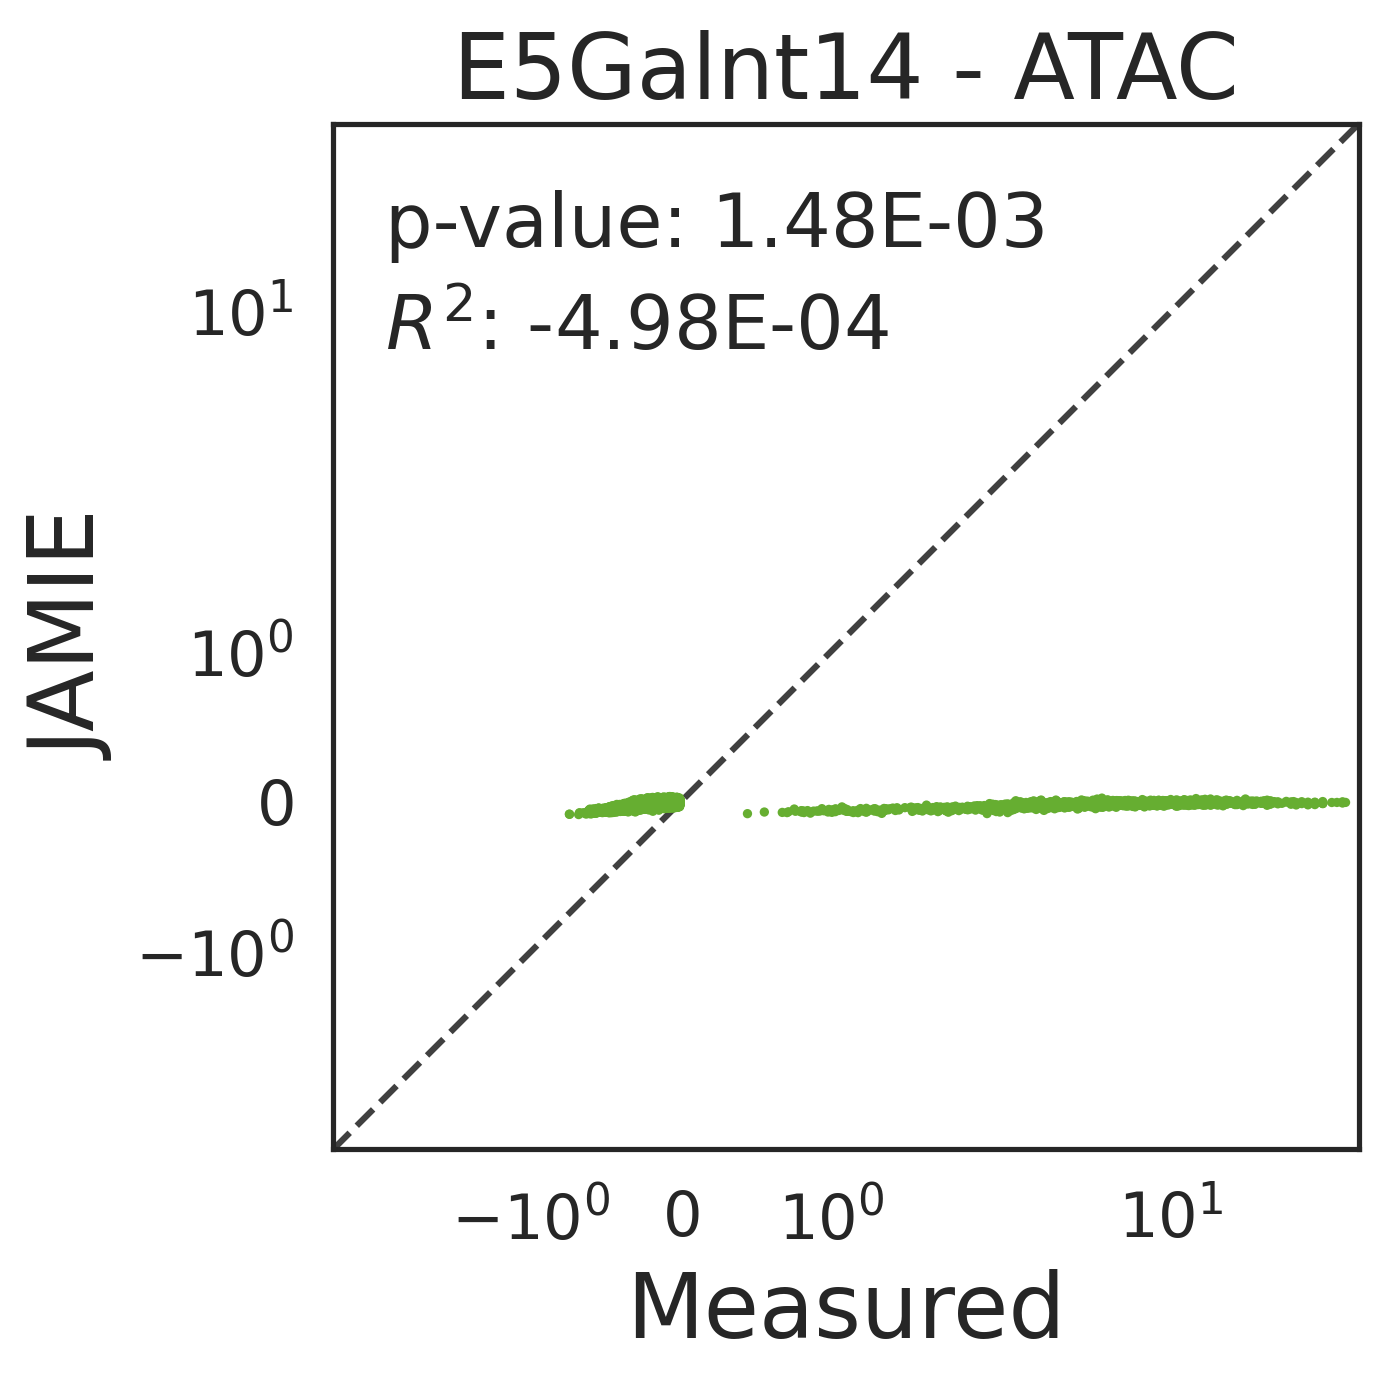 E5Galnt14 - ATAC
p-value: 1.48E-03
R²: -4.98E-04
10¹
10⁰
0
−10⁰
JAMIE
−10⁰ 0 10⁰ 10¹
Measured